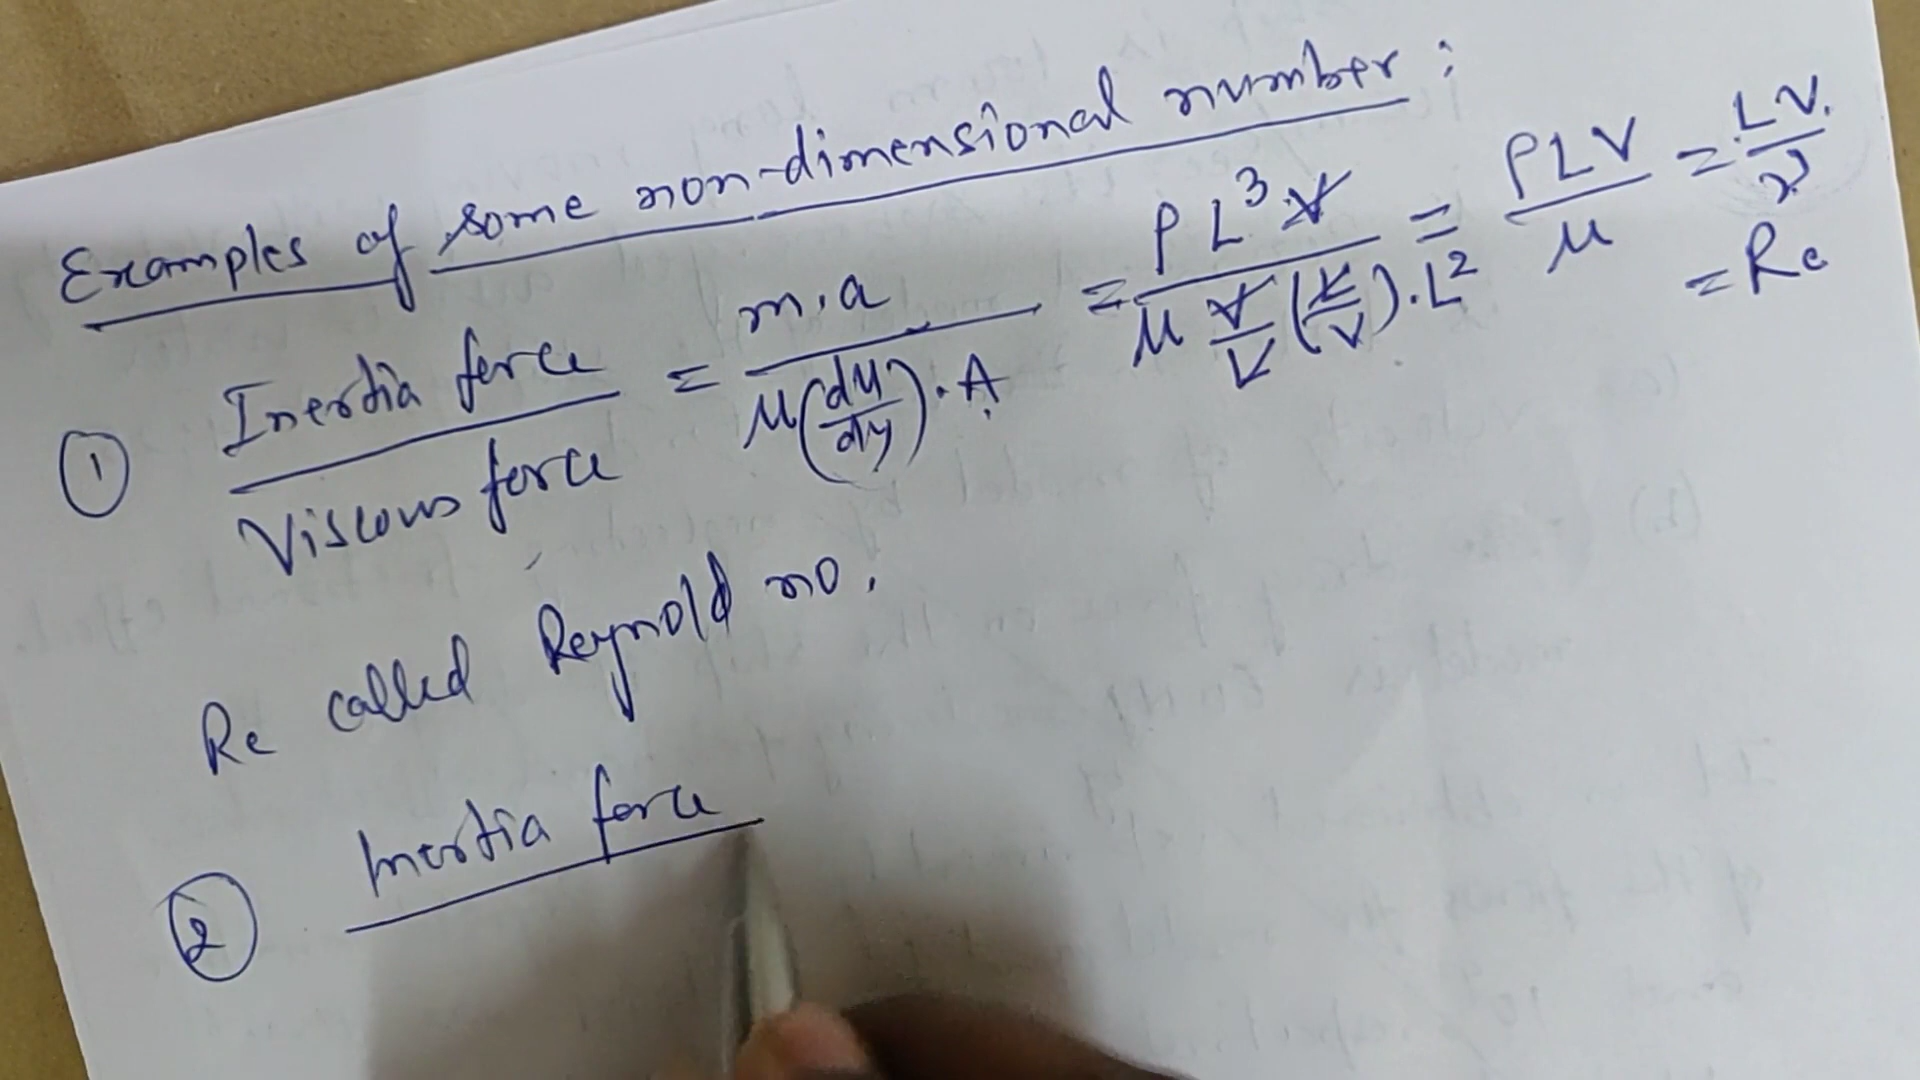 Examples of some non-dimensional number :
① Inertia force / Viscous force = m.a / μ(du/dy).A = ρ L³ V / μ V/L (L/V).L² = ρLV / μ = LV / ν
= Re
Re called Reynold no.
② Inertia force